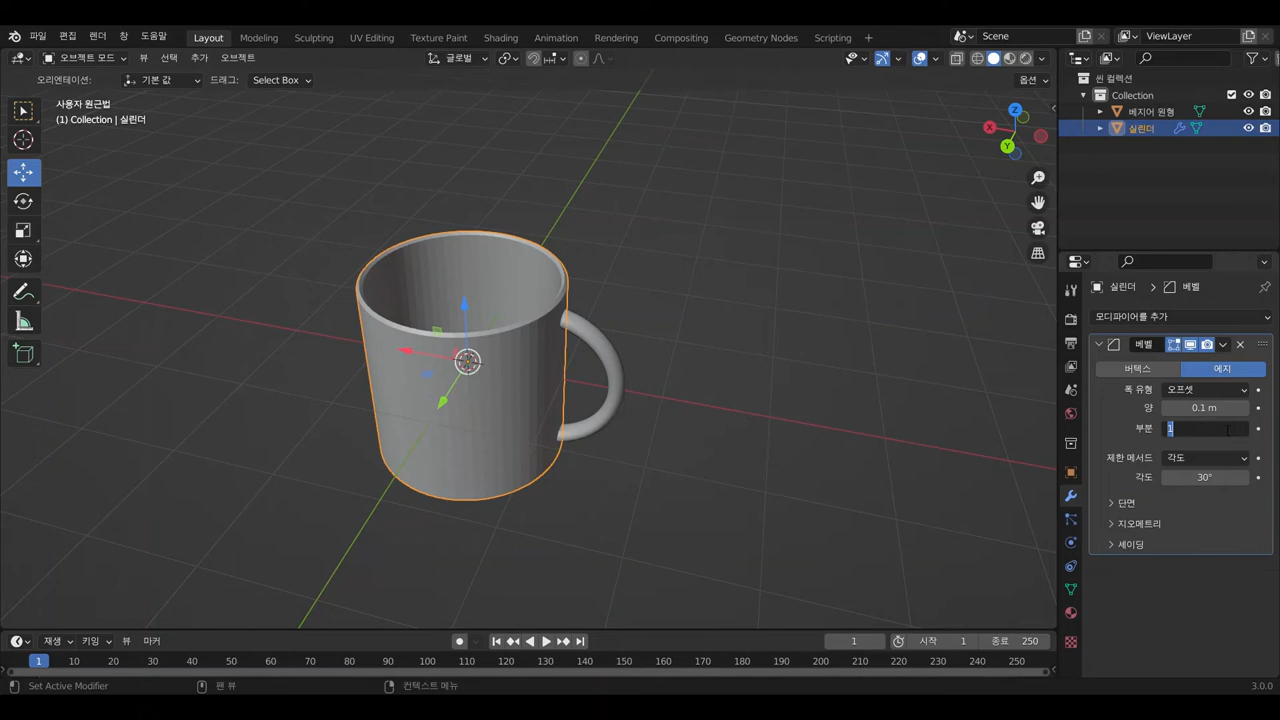 파일 편집 렌더 창 도움말 Layout Modeling Sculpting UV Editing Texture Paint Shading Animation Rendering Compositing Geometry Nodes Scripting Scene ViewLayer
오브젝트 모드 뷰 선택 추가 오브젝트 글로벌
오리엔테이션: 기본 값 드래그: Select Box 옵션
사용자 원근법
(1) Collection | 실린더
씬 컬렉션
Collection
베지어 원형
실린더
X Y Z
실린더 베벨
모디파이어를 추가
베벨
버텍스 에지
폭 유형 오프셋
양 0.1 m
부분 1
제한 메서드 각도
각도 30°
단면
지오메트리
셰이딩
재생 키잉 뷰 마커 1 시작 1 종료 250
1 10 20 30 40 50 60 70 80 90 100 110 120 130 140 150 160 170 180 190 200 210 220 230 240 250
Set Active Modifier 팬 뷰 컨텍스트 메뉴 3.0.0